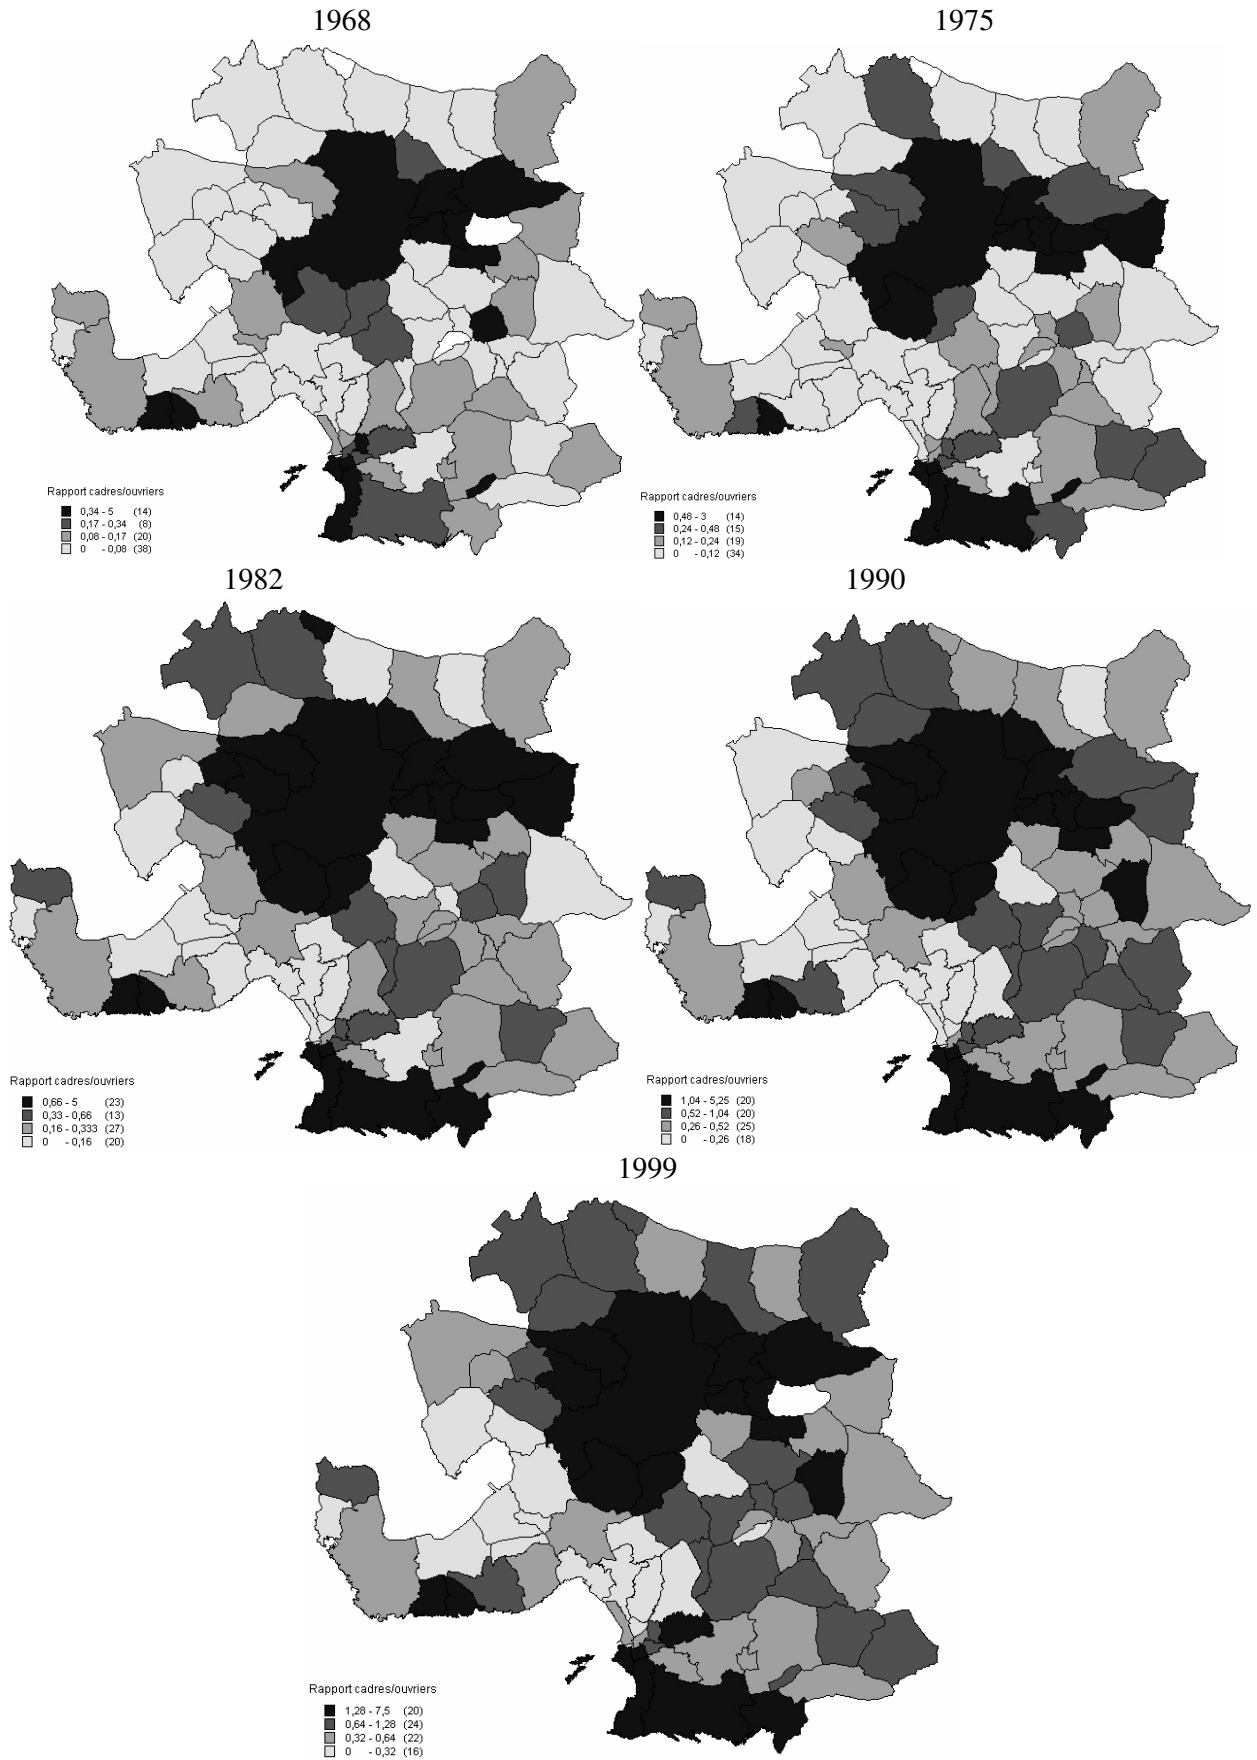 1968
1975
Rapport cadres/ouvriers
0,34 - 5 (14)
0,17 - 0,34 (8)
0,08 - 0,17 (20)
0 - 0,08 (38)
Rapport cadres/ouvriers
0,48 - 3 (14)
0,24 - 0,48 (15)
0,12 - 0,24 (19)
0 - 0,12 (34)
1982
1990
Rapport cadres/ouvriers
0,66 - 5 (23)
0,33 - 0,66 (13)
0,16 - 0,333 (27)
0 - 0,16 (20)
Rapport cadres/ouvriers
1,04 - 5,25 (20)
0,52 - 1,04 (20)
0,26 - 0,52 (25)
0 - 0,26 (18)
1999
Rapport cadres/ouvriers
1,28 - 7,5 (20)
0,64 - 1,28 (24)
0,32 - 0,64 (22)
0 - 0,32 (16)